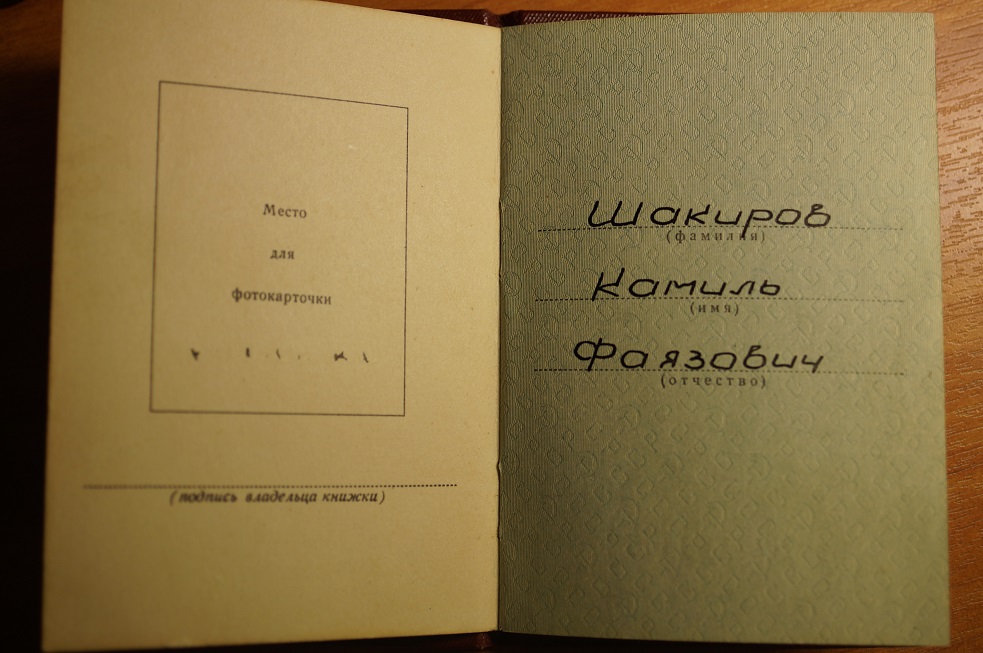 Место
для
фотокарточки
(подпись владельца книжки)
Шакиров
(фамилия)
Камиль
(имя)
Фаязович
(отчество)